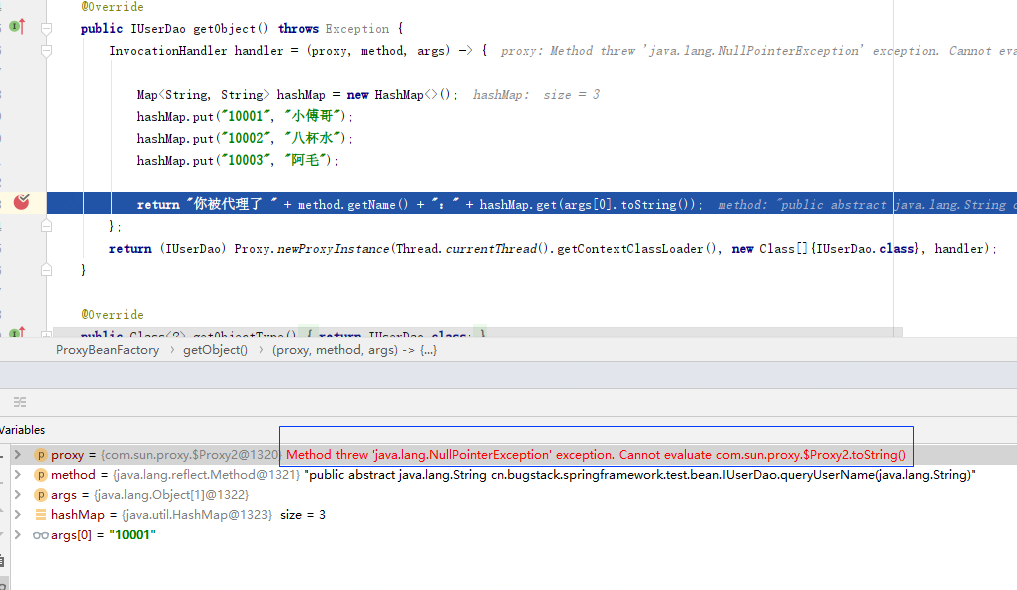 @Override
public IUserDao getObject() throws Exception {
InvocationHandler handler = (proxy, method, args) -> { proxy: Method threw 'java.lang.NullPointerException' exception. Cannot eva
Map<String, String> hashMap = new HashMap<>(); hashMap: size = 3
hashMap.put("10001", "小傅哥");
hashMap.put("10002", "八杯水");
hashMap.put("10003", "阿毛");
return "你被代理了 " + method.getName() + "：" + hashMap.get(args[0].toString()); method: "public abstract java.lang.String c
};
return (IUserDao) Proxy.newProxyInstance(Thread.currentThread().getContextClassLoader(), new Class[]{IUserDao.class}, handler);
}
@Override
public Class<?> getObjectType() { return IUserDao.class; }
ProxyBeanFactory > getObject() > (proxy, method, args) -> {...}
Variables
proxy = {com.sun.proxy.$Proxy2@1320} Method threw 'java.lang.NullPointerException' exception. Cannot evaluate com.sun.proxy.$Proxy2.toString()
method = {java.lang.reflect.Method@1321} "public abstract java.lang.String cn.bugstack.springframework.test.bean.IUserDao.queryUserName(java.lang.String)"
args = {java.lang.Object[1]@1322}
hashMap = {java.util.HashMap@1323} size = 3
args[0] = "10001"